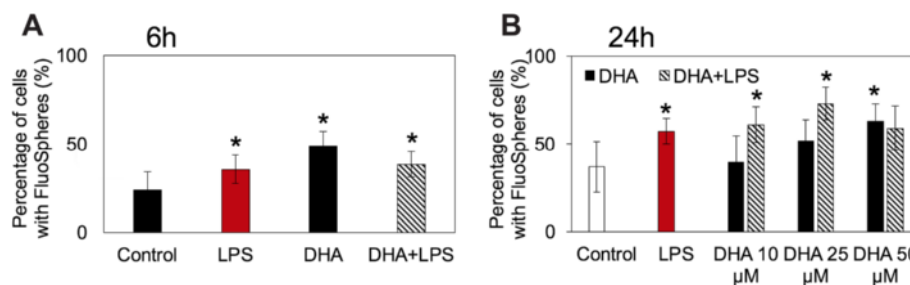 A
6h
Percentage of cells
with FluoSpheres (%)
100
50
0
*
*
*
Control
LPS
DHA
DHA+LPS
B
24h
Percentage of cells
with FluoSpheres (%)
100
50
0
DHA
DHA+LPS
*
*
*
*
Control
LPS
DHA 10
µM
DHA 25
µM
DHA 50
µM